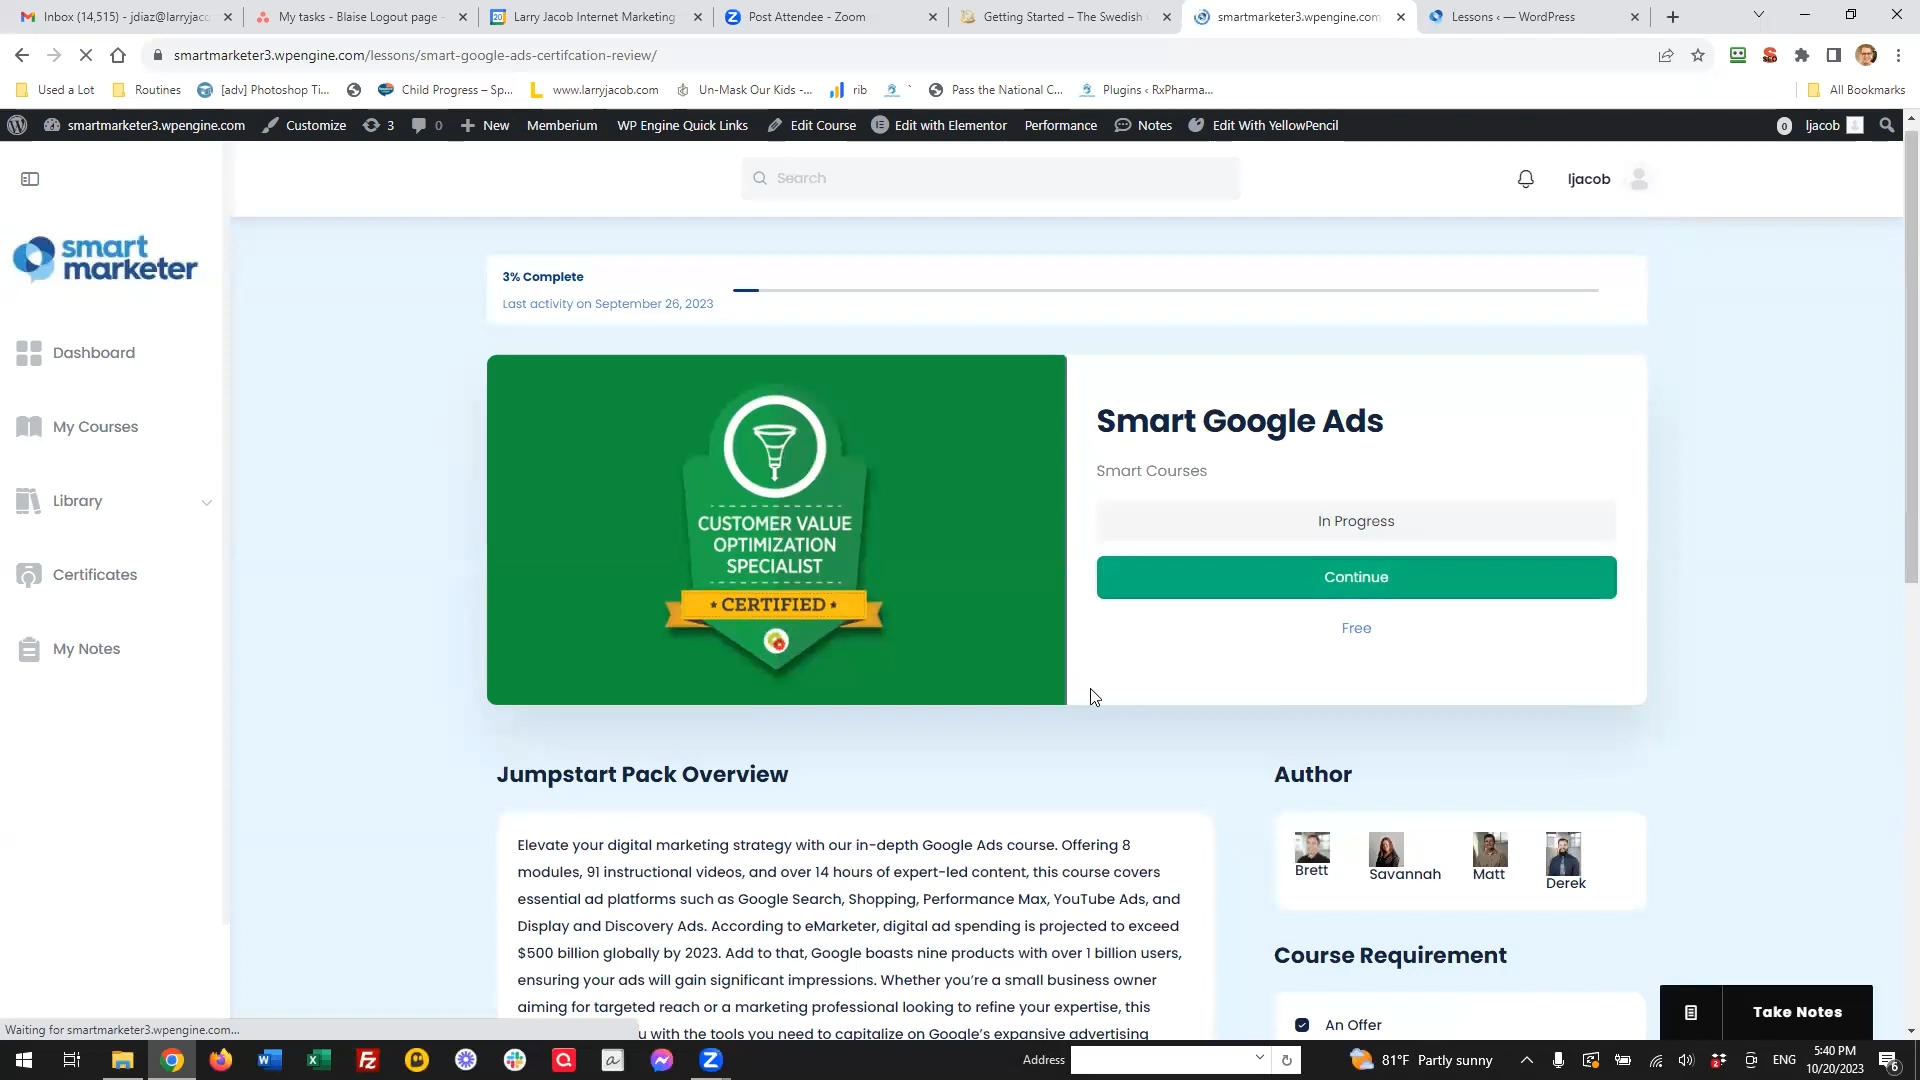 Inbox (14,515) - jdiaz@larryjac
My tasks - Blaise Logout page -
Larry Jacob Internet Marketing
Post Attendee - Zoom
Getting Started – The Swedish
smartmarketer3.wpengine.com
Lessons ‹ — WordPress
smartmarketer3.wpengine.com/lessons/smart-google-ads-certifcation-review/
Used a Lot
Routines
[adv] Photoshop Ti...
Child Progress – Sp...
www.larryjacob.com
Un-Mask Our Kids -...
rib
Pass the National C...
Plugins ‹ RxPharma...
All Bookmarks
smartmarketer3.wpengine.com
Customize
3
0
New
Memberium
WP Engine Quick Links
Edit Course
Edit with Elementor
Performance
Notes
Edit With YellowPencil
0
ljacob
Search
ljacob
smart
marketer
3% Complete
Last activity on September 26, 2023
Dashboard
My Courses
Library
Certificates
My Notes
CUSTOMER VALUE
OPTIMIZATION
SPECIALIST
CERTIFIED
Smart Google Ads
Smart Courses
In Progress
Continue
Free
Jumpstart Pack Overview
Elevate your digital marketing strategy with our in-depth Google Ads course. Offering 8
modules, 91 instructional videos, and over 14 hours of expert-led content, this course covers
essential ad platforms such as Google Search, Shopping, Performance Max, YouTube Ads, and
Display and Discovery Ads. According to eMarketer, digital ad spending is projected to exceed
$500 billion globally by 2023. Add to that, Google boasts nine products with over 1 billion users,
ensuring your ads will gain significant impressions. Whether you're a small business owner
aiming for targeted reach or a marketing professional looking to refine your expertise, this
u with the tools you need to capitalize on Google's expansive advertising
Author
Brett
Savannah
Matt
Derek
Course Requirement
An Offer
Take Notes
Waiting for smartmarketer3.wpengine.com...
Address
81°F Partly sunny
ENG
5:40 PM
10/20/2023
6